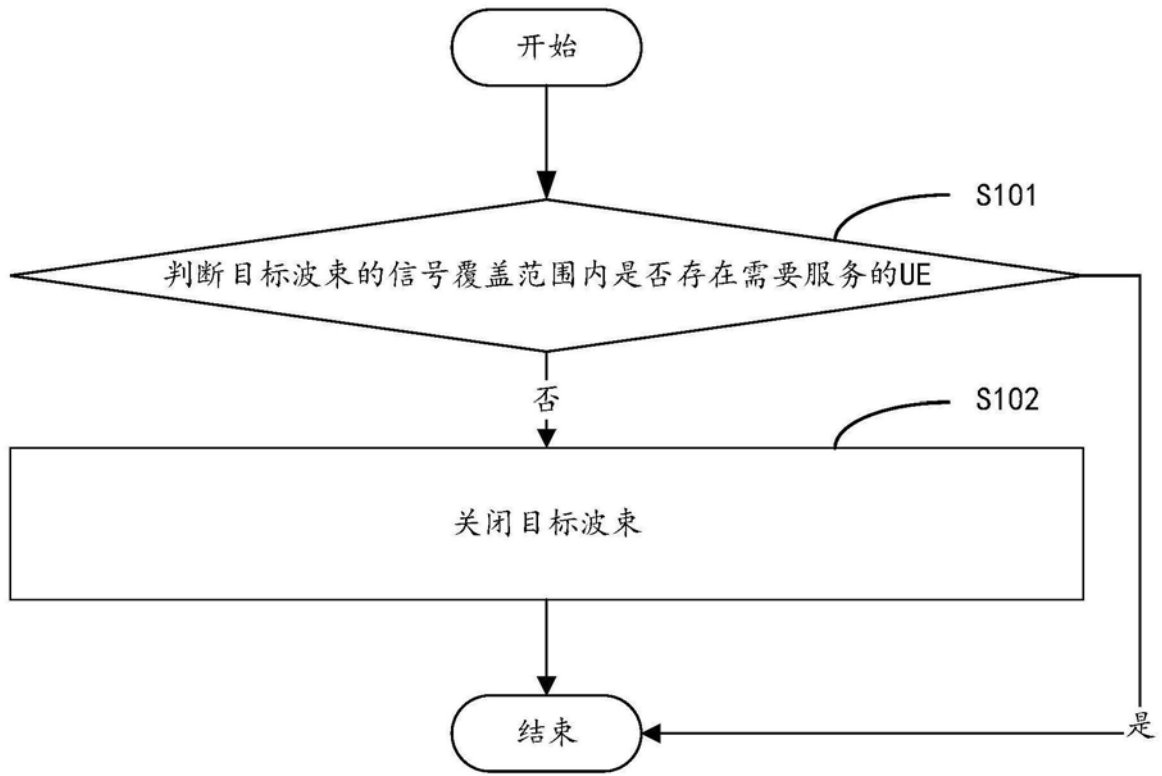 开始
S101
判断目标波束的信号覆盖范围内是否存在需要服务的UE
否
S102
关闭目标波束
结束
是